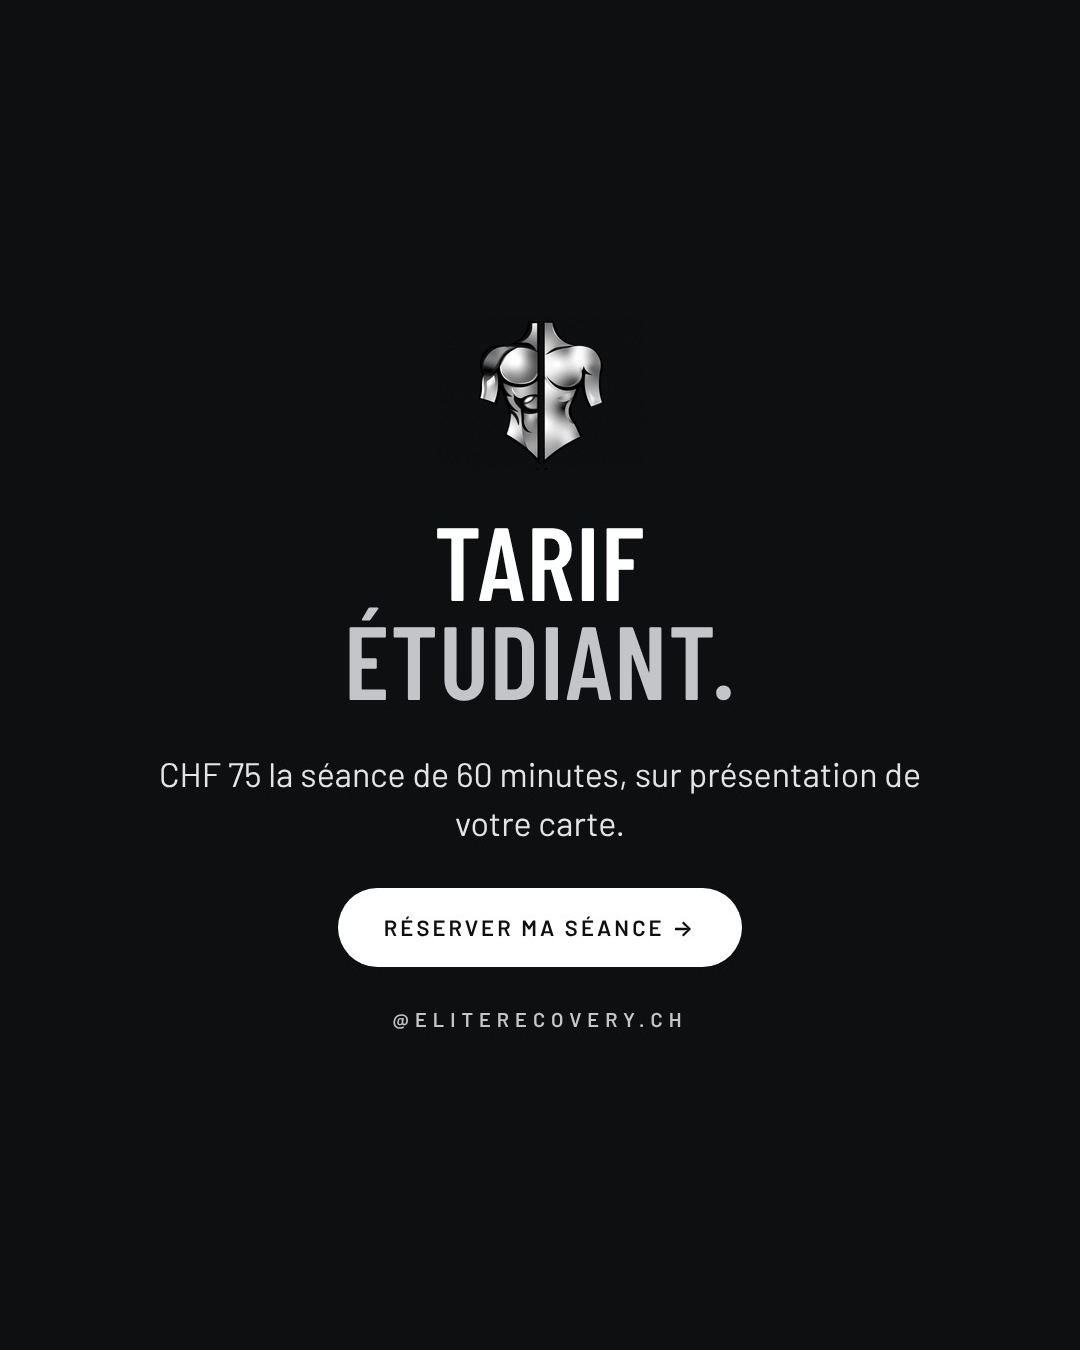 TARIF
ÉTUDIANT.
CHF 75 la séance de 60 minutes, sur présentation de
votre carte.
RÉSERVER MA SÉANCE →
@ELITERECOVERY.CH